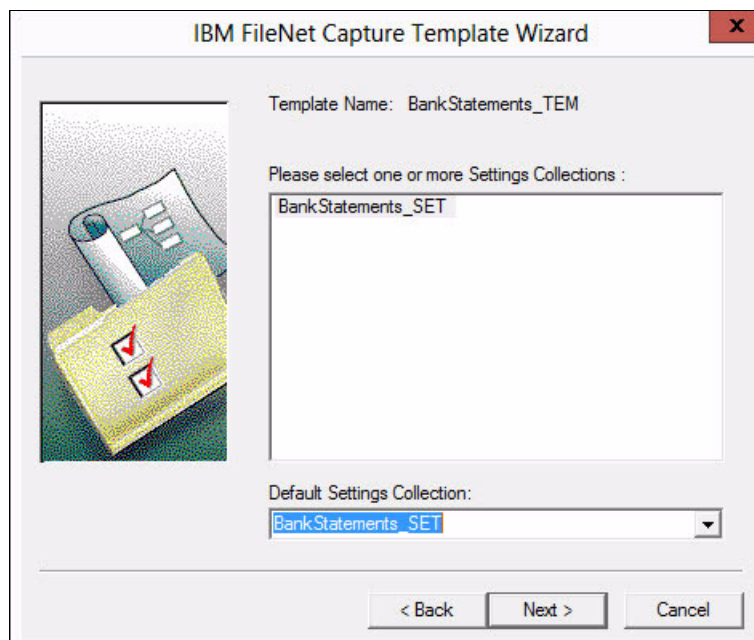 IBM FileNet Capture Template Wizard
x
Template Name: BankStatements_TEM
Please select one or more Settings Collections :
BankStatements_SET
Default Settings Collection:
BankStatements_SET
< Back
Next >
Cancel